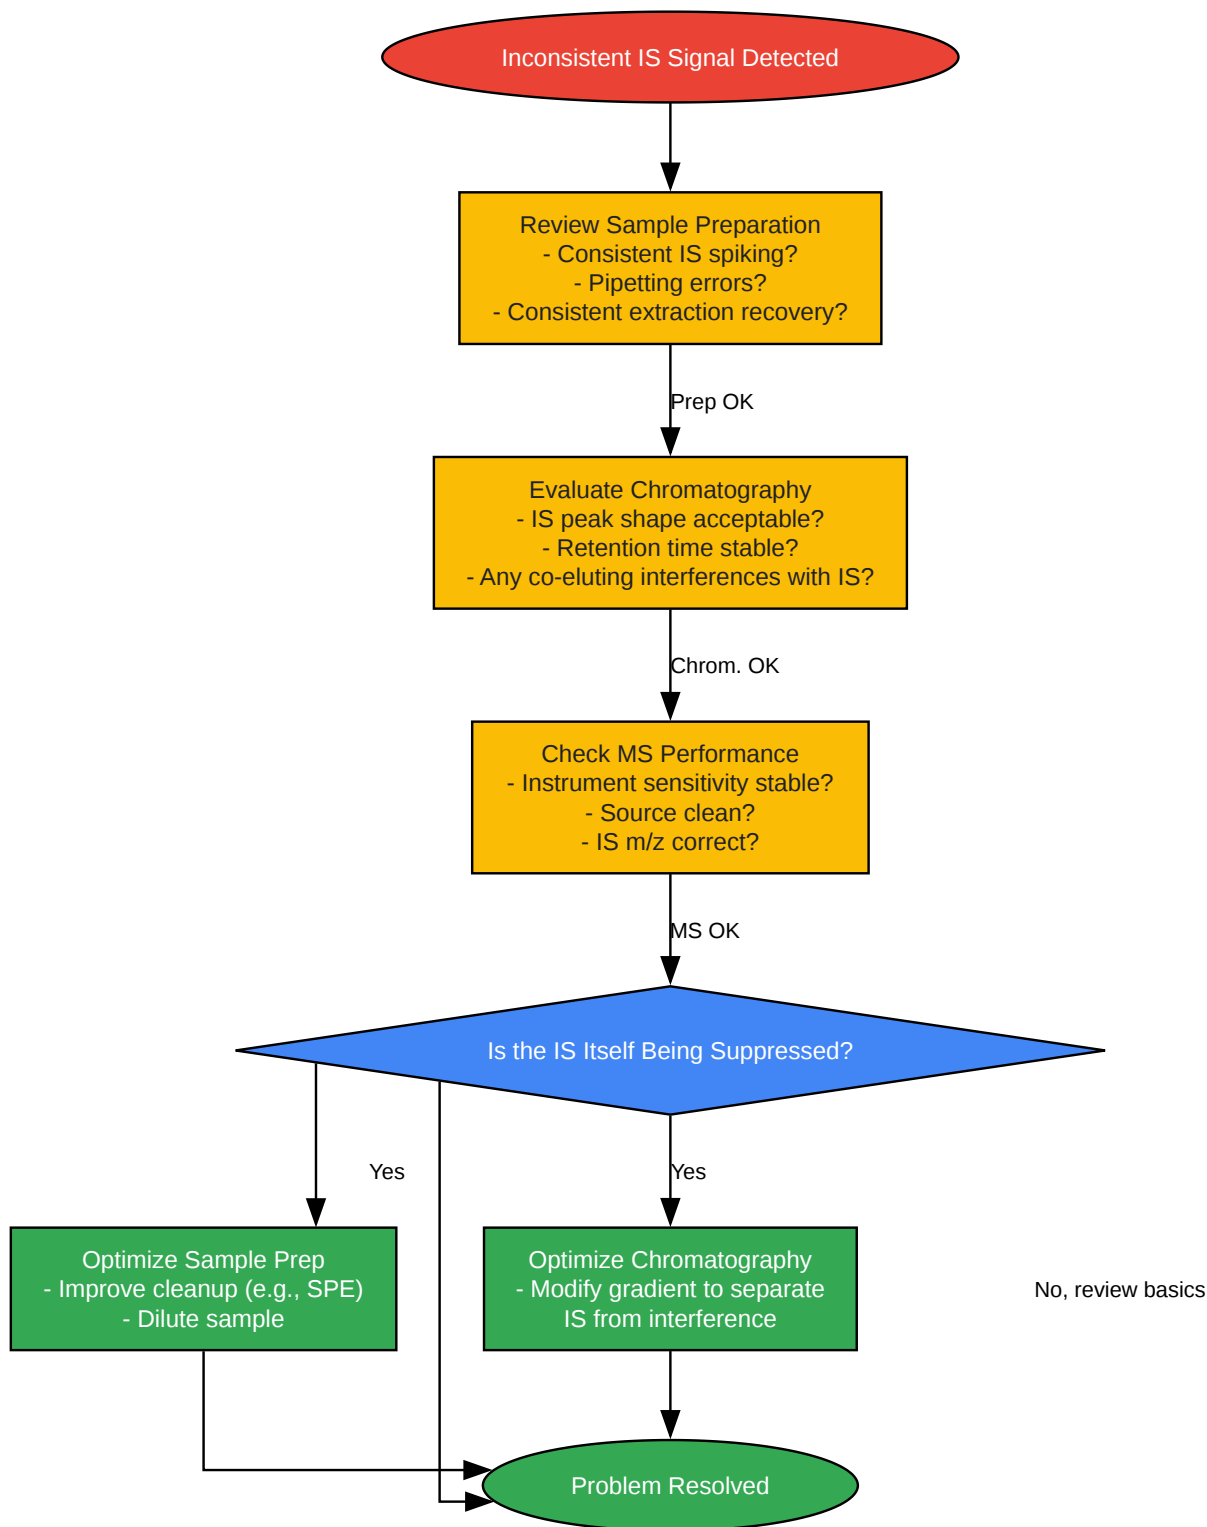 Inconsistent IS Signal Detected
Review Sample Preparation
- Consistent IS spiking?
- Pipetting errors?
- Consistent extraction recovery?
Prep OK
Evaluate Chromatography
- IS peak shape acceptable?
- Retention time stable?
- Any co-eluting interferences with IS?
Chrom. OK
Check MS Performance
- Instrument sensitivity stable?
- Source clean?
- IS m/z correct?
MS OK
Is the IS Itself Being Suppressed?
Yes
Yes
Optimize Sample Prep
- Improve cleanup (e.g., SPE)
- Dilute sample
Optimize Chromatography
- Modify gradient to separate
IS from interference
No, review basics
Problem Resolved